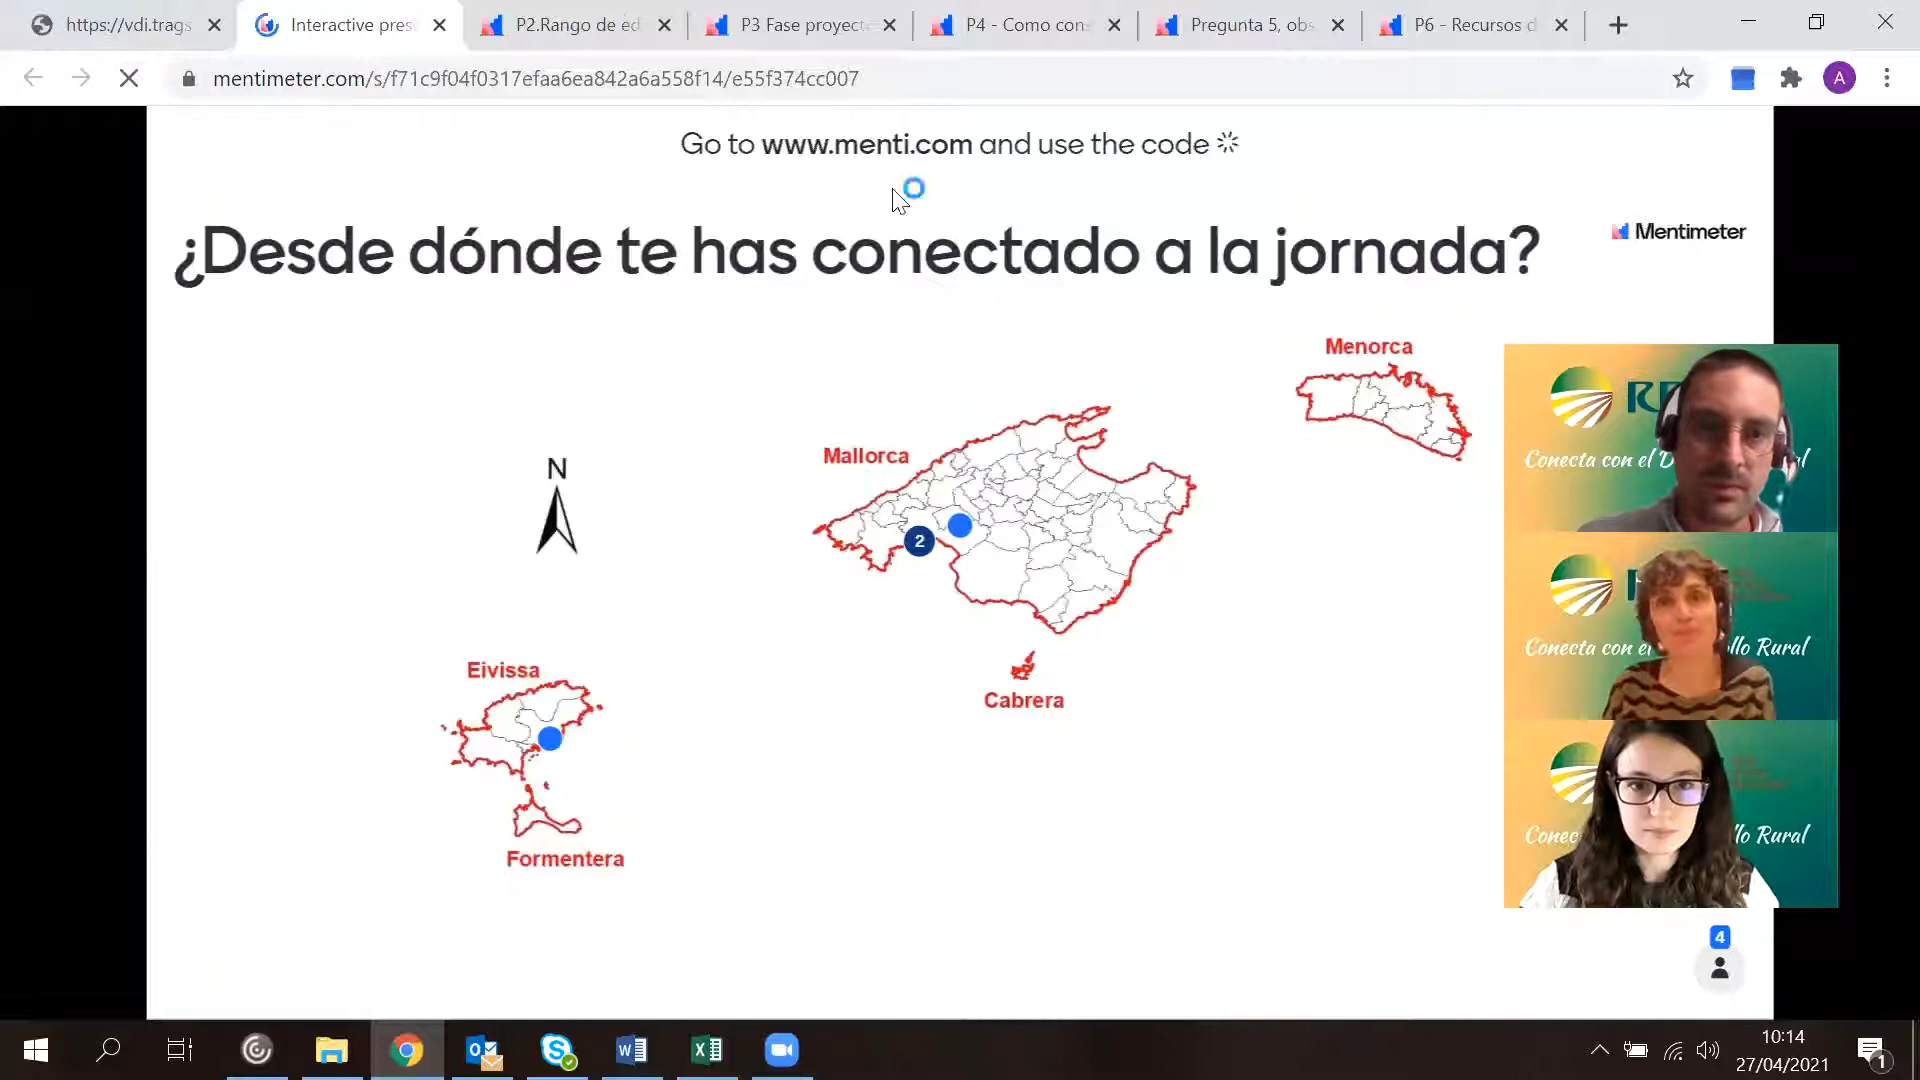 https://vdi.trags
Interactive pres
P2.Rango de ed
P3 Fase proyect
P4 - Como con
Pregunta 5, obs
P6 - Recursos d
mentimeter.com/s/f71c9f04f0317efaa6ea842a6a558f14/e55f374cc007
A
Go to www.menti.com and use the code
¿Desde dónde te has conectado a la jornada?
Mentimeter
Menorca
Mallorca
N
2
Eivissa
Cabrera
Formentera
Conecta con el D
al
Conecta con e
llo Rural
Conec
lo Rural
4
10:14
27/04/2021
1